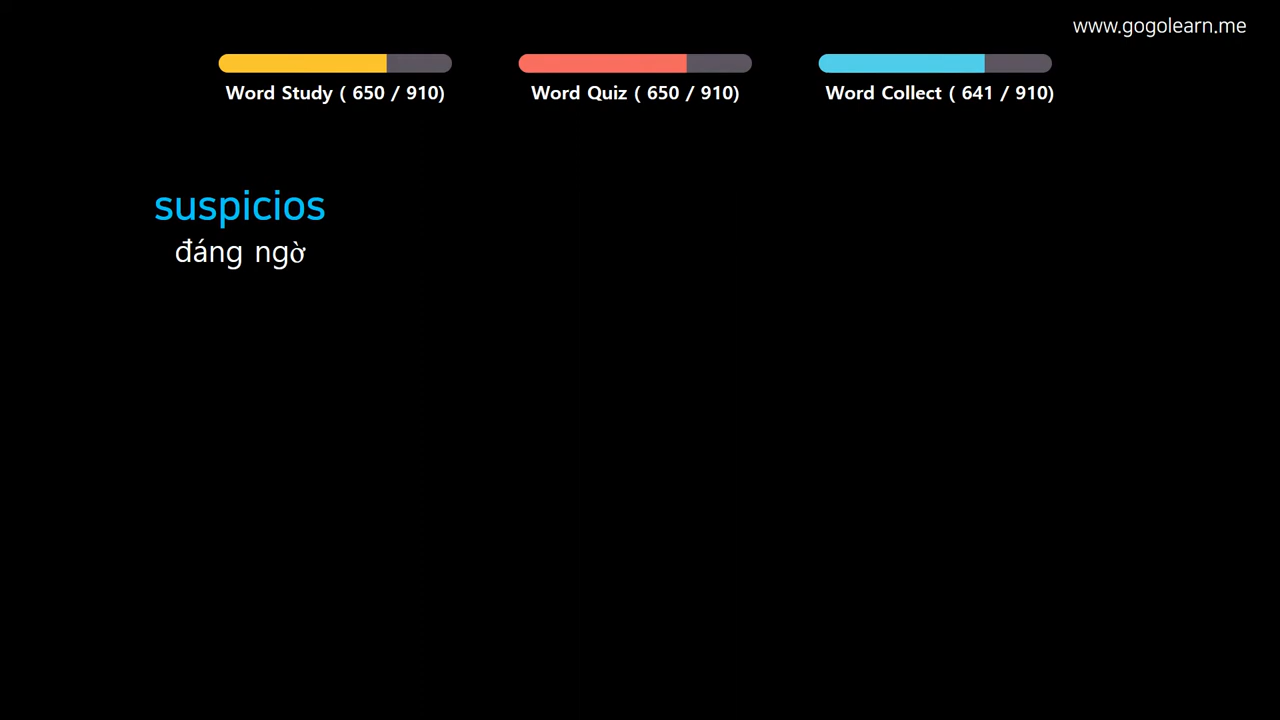 www.gogolearn.me
Word Study ( 650 / 910)
Word Quiz ( 650 / 910)
Word Collect ( 641 / 910)
suspicios
đáng ngờ